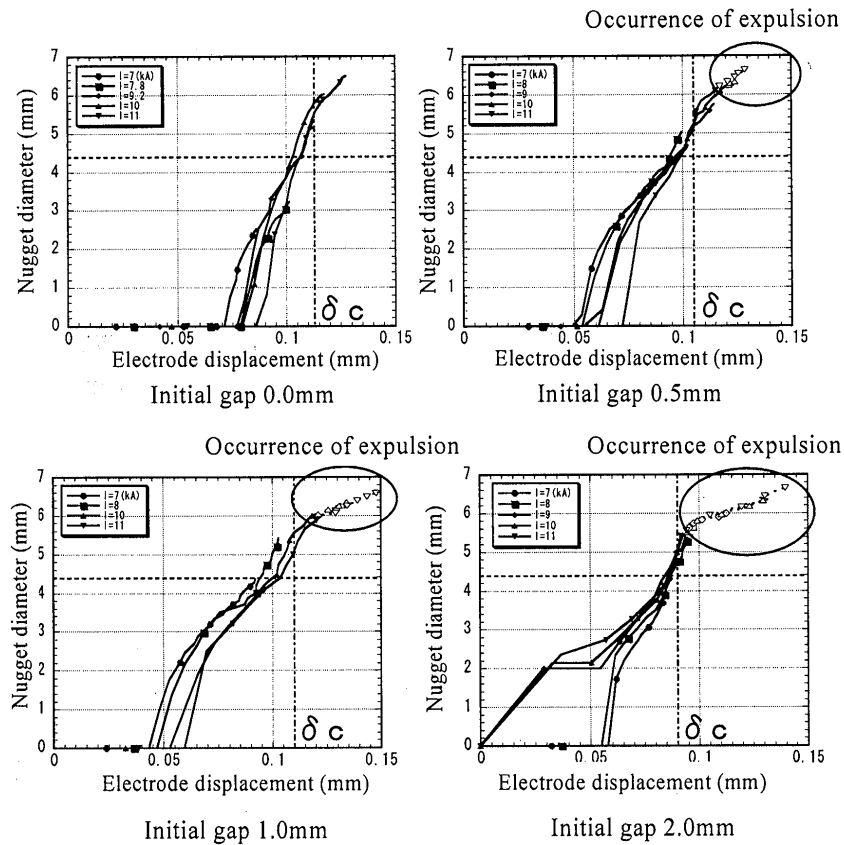 Occurrence of expulsion
7
6
5
4
3
2
1
0
Nugget diameter (mm)
I=7(kA)
I=7.8
I=9.2
I=10
I=11
δ c
0 0.05 0.1 0.15
Electrode displacement (mm)
Initial gap 0.0mm
7
6
5
4
3
2
1
0
Nugget diameter (mm)
I=7(kA)
I=8
I=9
I=10
I=11
δ c
0 0.05 0.1 0.15
Electrode displacement (mm)
Initial gap 0.5mm
Occurrence of expulsion
7
6
5
4
3
2
1
0
Nugget diameter (mm)
I=7(kA)
I=8
I=10
I=11
δ c
0 0.05 0.1 0.15
Electrode displacement (mm)
Initial gap 1.0mm
Occurrence of expulsion
7
6
5
4
3
2
1
0
Nugget diameter (mm)
I=7(kA)
I=8
I=9
I=10
I=11
δ c
0 0.05 0.1 0.15
Electrode displacement (mm)
Initial gap 2.0mm